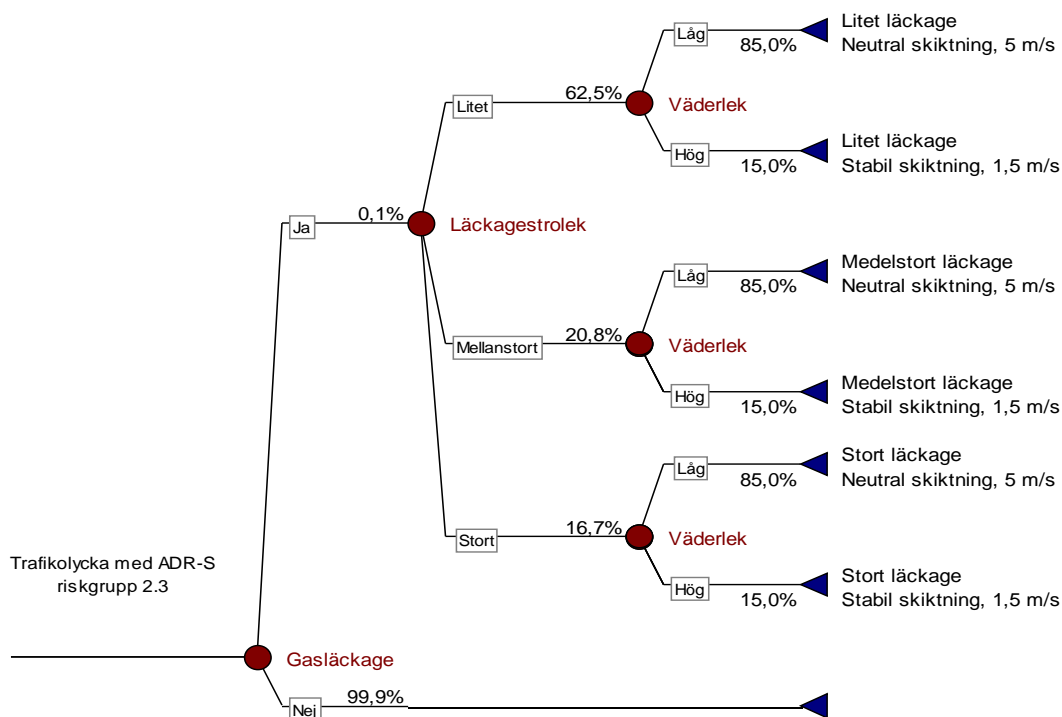 Låg
85,0%
Litet läckage
Neutral skiktning, 5 m/s
Litet
62,5%
Väderlek
Hög
15,0%
Litet läckage
Stabil skiktning, 1,5 m/s
Ja
0,1%
Läckagestrolek
Låg
85,0%
Medelstort läckage
Neutral skiktning, 5 m/s
Mellanstort
20,8%
Väderlek
Hög
15,0%
Medelstort läckage
Stabil skiktning, 1,5 m/s
Låg
85,0%
Stort läckage
Neutral skiktning, 5 m/s
Stort
16,7%
Väderlek
Hög
15,0%
Stort läckage
Stabil skiktning, 1,5 m/s
Trafikolycka med ADR-S
riskgrupp 2.3
Gasläckage
Nej
99,9%